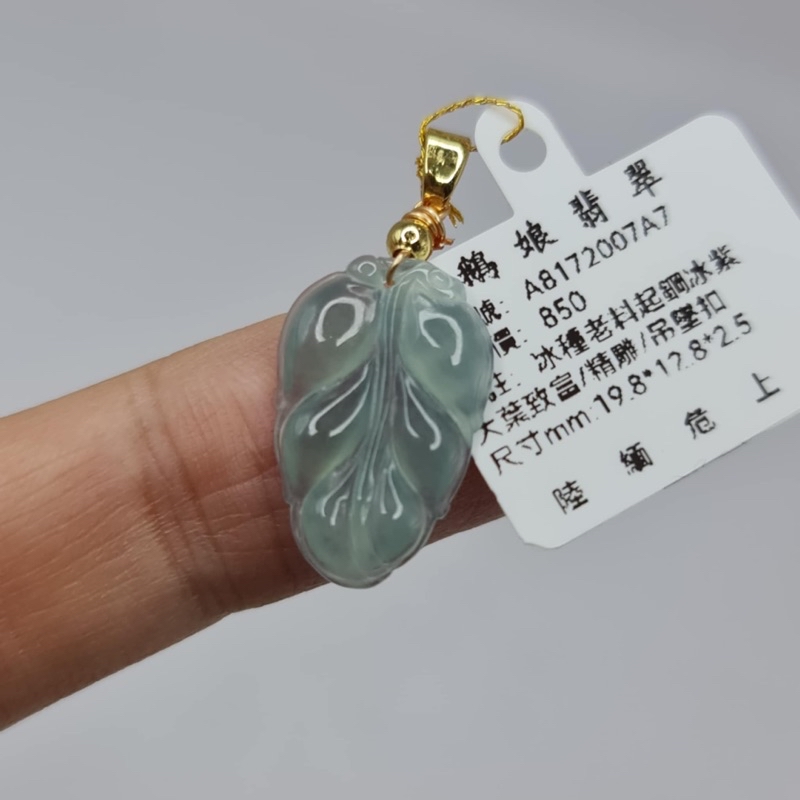 鵝娘翡翠
號: A8172007A7
價: 850
註: 冰種老料起鋼冰紫
大葉致富/精雕/吊墜扣
尺寸mm:19.8*12.8*2.5
陸緬危上